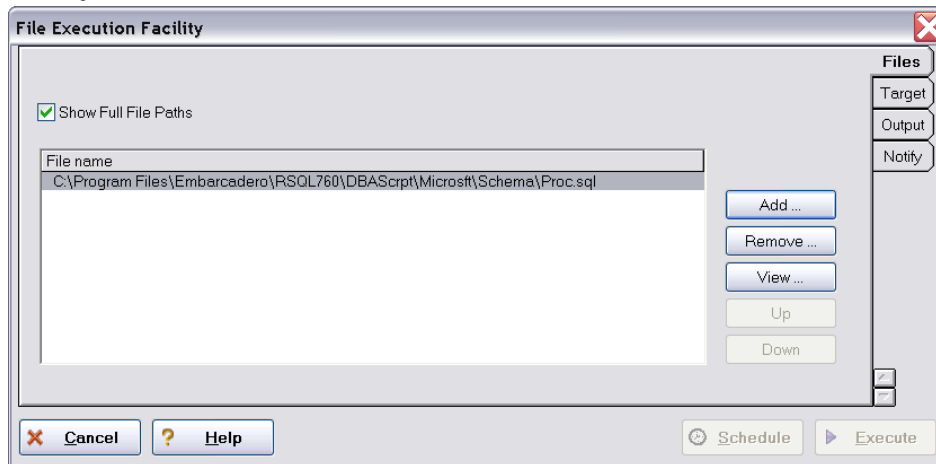 File Execution Facility
Files
Target
Output
Notify
Show Full File Paths
File name
C:\Program Files\Embarcadero\RSQL760\DBAScrpt\Microsft\Schema\Proc.sql
Add ...
Remove ...
View ...
Up
Down
Cancel
? Help
Schedule
Execute